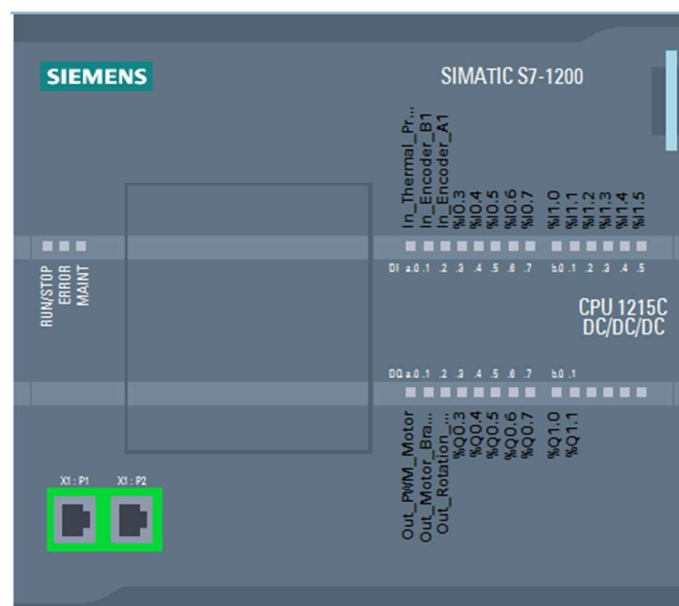 SIEMENS
SIMATIC S7-1200
In_Thermal_Pr...
In_Encoder_B1
In_Encoder_A1
%I0.3
%I0.4
%I0.5
%I0.6
%I0.7
%I1.0
%I1.1
%I1.2
%I1.3
%I1.4
%I1.5
DI a.0 .1 .2 .3 .4 .5 .6 .7 b.0 .1 .2 .3 .4 .5
RUN/STOP
ERROR
MAINT
CPU 1215C
DC/DC/DC
DQ a.0 .1 .2 .3 .4 .5 .6 .7 b.0 .1
Out_PWM_Motor
Out_Motor_Bra...
Out_Rotation_...
%Q0.3
%Q0.4
%Q0.5
%Q0.6
%Q0.7
%Q1.0
%Q1.1
X1 : P1 X1 : P2